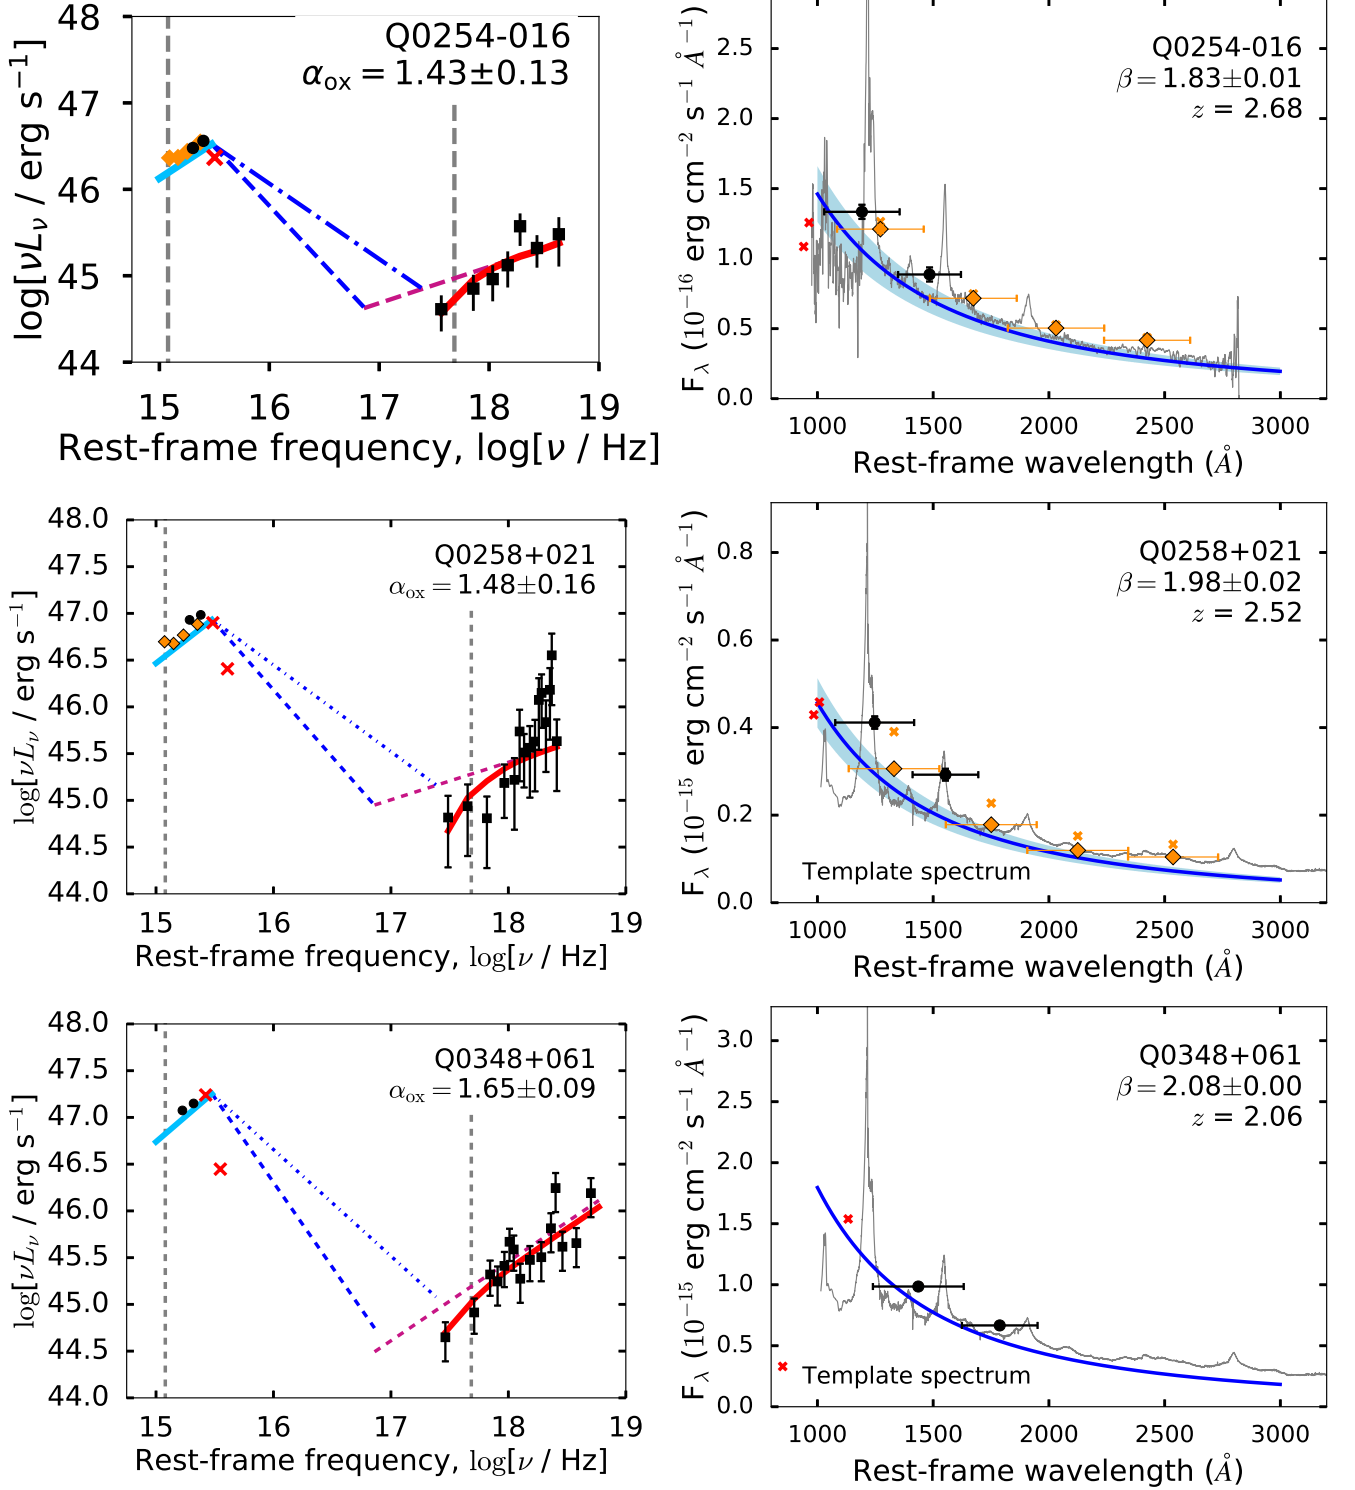 48
47
46
45
44
log[νLν / erg s⁻¹]
Q0254-016
αox = 1.43±0.13
15 16 17 18 19
Rest-frame frequency, log[ν / Hz]
2.5
2.0
1.5
1.0
0.5
0.0
Fλ (10⁻¹⁶ erg cm⁻² s⁻¹ Å⁻¹)
Q0254-016
β = 1.83±0.01
z = 2.68
1000 1500 2000 2500 3000
Rest-frame wavelength (Å)
48.0
47.5
47.0
46.5
46.0
45.5
45.0
44.5
44.0
log[νLν / erg s⁻¹]
Q0258+021
αox = 1.48±0.16
15 16 17 18 19
Rest-frame frequency, log[ν / Hz]
0.8
0.6
0.4
0.2
0.0
Fλ (10⁻¹⁵ erg cm⁻² s⁻¹ Å⁻¹)
Q0258+021
β = 1.98±0.02
z = 2.52
Template spectrum
1000 1500 2000 2500 3000
Rest-frame wavelength (Å)
48.0
47.5
47.0
46.5
46.0
45.5
45.0
44.5
44.0
log[νLν / erg s⁻¹]
Q0348+061
αox = 1.65±0.09
15 16 17 18 19
Rest-frame frequency, log[ν / Hz]
3.0
2.5
2.0
1.5
1.0
0.5
0.0
Fλ (10⁻¹⁵ erg cm⁻² s⁻¹ Å⁻¹)
Q0348+061
β = 2.08±0.00
z = 2.06
Template spectrum
1000 1500 2000 2500 3000
Rest-frame wavelength (Å)